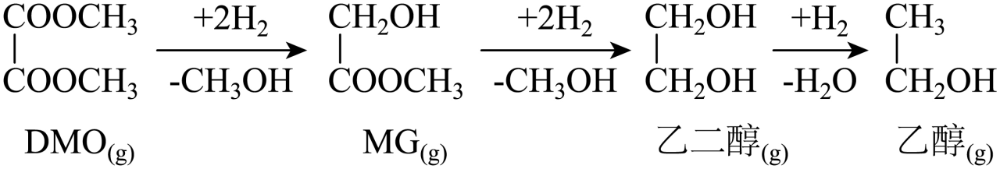 COOCH₃ +2H₂ CH₂OH +2H₂ CH₂OH +H₂ CH₃
COOCH₃ -CH₃OH COOCH₃ -CH₃OH CH₂OH -H₂O CH₂OH
DMO(g) MG(g) 乙二醇(g) 乙醇(g)